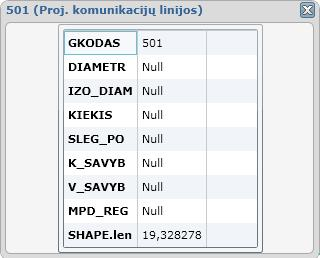 501 (Proj. komunikacijų linijos)
GKODAS 501
DIAMETR Null
IZO_DIAM Null
KIEKIS Null
SLEG_PO Null
K_SAVYB Null
V_SAVYB Null
MPD_REG Null
SHAPE.len 19,328278